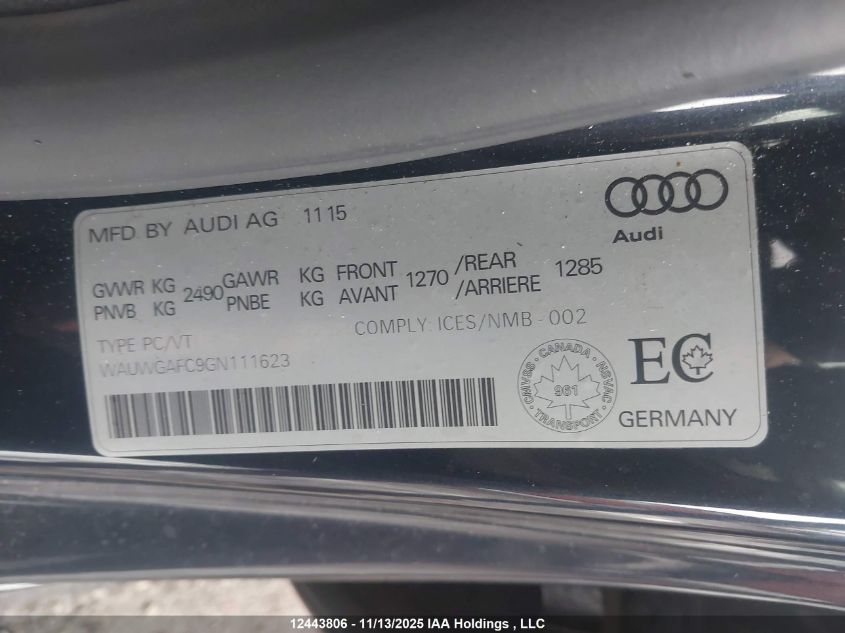 MFD BY AUDI AG 11 15
Audi
GVWR KG 2490 GAWR KG FRONT 1270 /REAR 1285
PNVB KG PNBE KG AVANT /ARRIERE
COMPLY: ICES/NMB - 002
TYPE PC/VT
WAUWGAFC9GN111623
CANADA
CMVSS 961 NSVAC
TRANSPORT
EC
GERMANY
12443806 - 11/13/2025 IAA Holdings , LLC